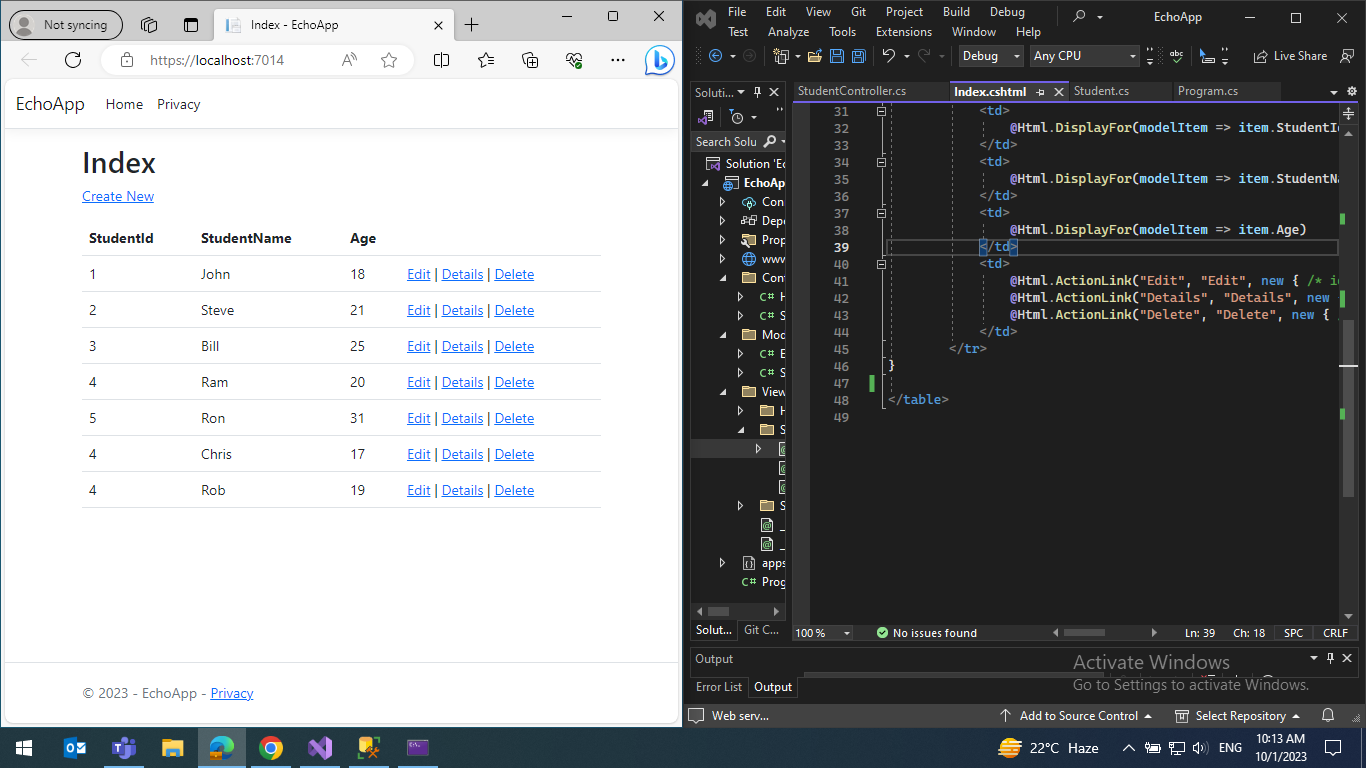 Not syncing
Index - EchoApp
https://localhost:7014
EchoApp Home Privacy
Index
Create New
StudentId StudentName Age
1 John 18 Edit | Details | Delete
2 Steve 21 Edit | Details | Delete
3 Bill 25 Edit | Details | Delete
4 Ram 20 Edit | Details | Delete
5 Ron 31 Edit | Details | Delete
4 Chris 17 Edit | Details | Delete
4 Rob 19 Edit | Details | Delete
© 2023 - EchoApp - Privacy
File Edit View Git Project Build Debug
Test Analyze Tools Extensions Window Help
EchoApp
Debug Any CPU
Live Share
Soluti...
Search Solu
Solution 'Ec
EchoAp
Con
Depe
Prop
www
Cont
C# H
C# S
Mod
C# E
C# S
View
H
S
S
apps
C# Prog
Solut... Git C...
StudentController.cs Index.cshtml Student.cs Program.cs
31 <td>
32 @Html.DisplayFor(modelItem => item.StudentId
33 </td>
34 <td>
35 @Html.DisplayFor(modelItem => item.StudentNa
36 </td>
37 <td>
38 @Html.DisplayFor(modelItem => item.Age)
39 </td>
40 <td>
41 @Html.ActionLink("Edit", "Edit", new { /* id
42 @Html.ActionLink("Details", "Details", new
43 @Html.ActionLink("Delete", "Delete", new { /
44 </td>
45 </tr>
46 }
47
48 </table>
49
100 % No issues found Ln: 39 Ch: 18 SPC CRLF
Output
Error List Output
Activate Windows
Go to Settings to activate Windows.
Web serv... Add to Source Control Select Repository
22°C Haze ENG 10:13 AM
10/1/2023